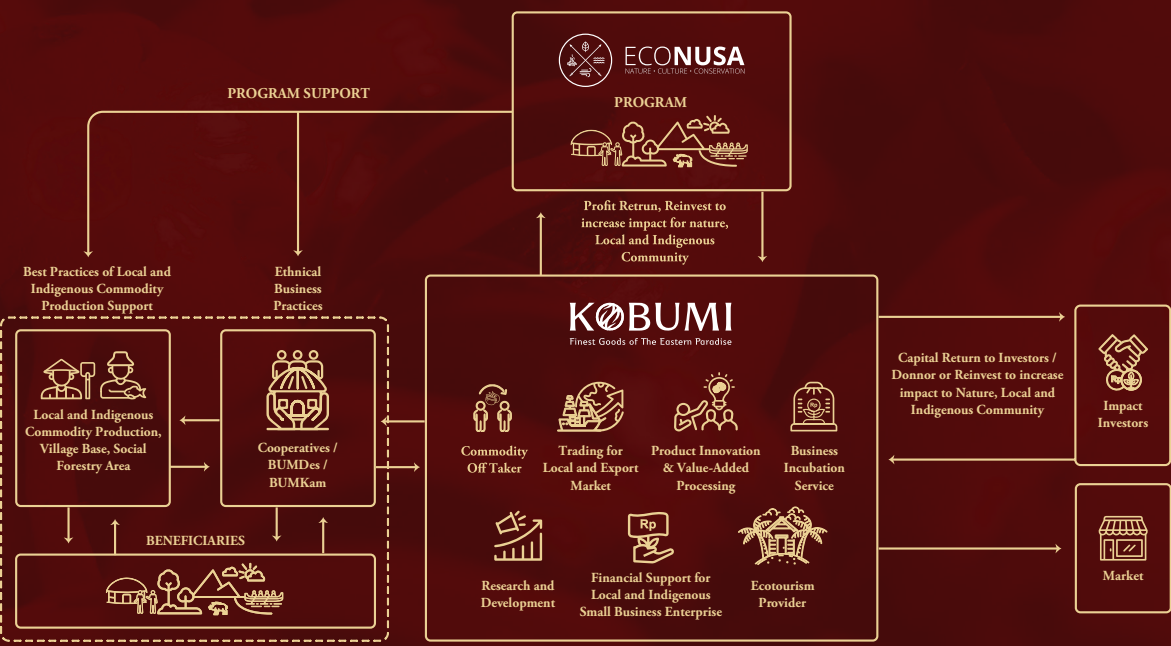 ECONUSA
NATURE • CULTURE • CONSERVATION
PROGRAM
PROGRAM SUPPORT
Profit Retrun, Reinvest to
increase impact for nature,
Local and Indigenous
Community
Best Practices of Local and
Indigenous Commodity
Production Support
Ethnical
Business
Practices
Local and Indigenous
Commodity Production,
Village Base, Social
Forestry Area
Cooperatives /
BUMDes /
BUMKam
BENEFICIARIES
KOBUMI
Finest Goods of The Eastern Paradise
Commodity
Off Taker
Trading for
Local and Export
Market
Product Innovation
& Value-Added
Processing
Rp
Business
Incubation
Service
Research and
Development
Rp
Financial Support for
Local and Indigenous
Small Business Enterprise
Ecotourism
Provider
Capital Return to Investors /
Donnor or Reinvest to increase
impact to Nature, Local and
Indigenous Community
Rp
Impact
Investors
Market